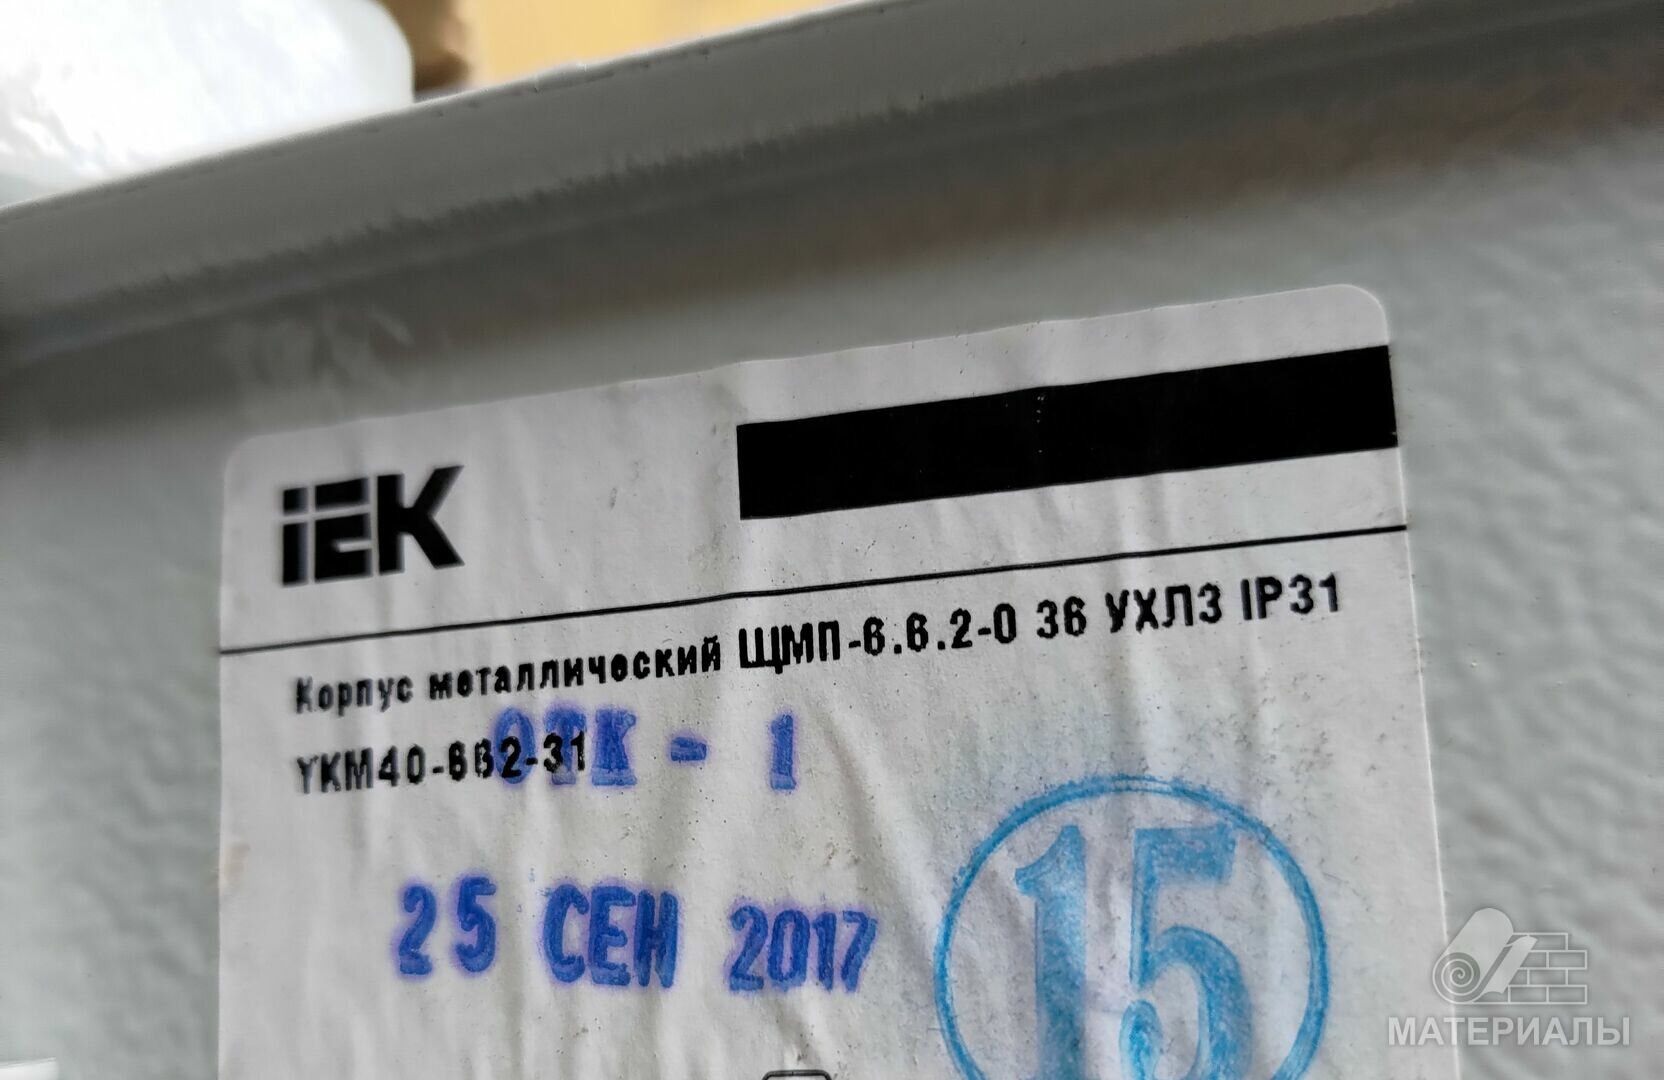 IEK
Корпус металлический ЩМП-6.6.2-0 36 УХЛ3 IP31
YKM40-662-31
ОТК - 1
25 СЕН 2017
15
МАТЕРИАЛЫ